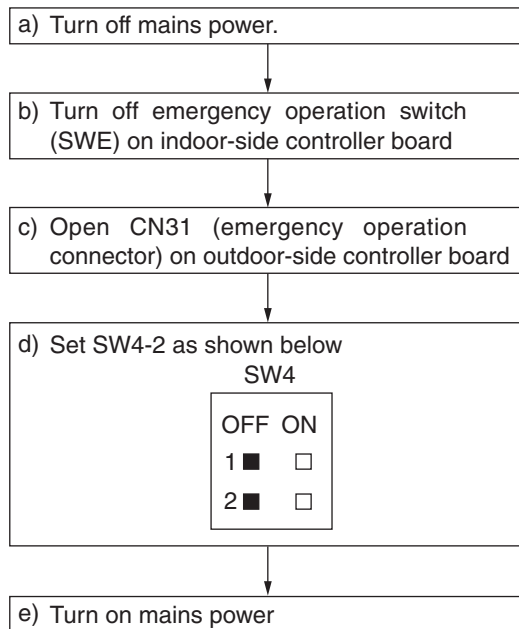 a) Turn off mains power.
b) Turn off emergency operation switch
(SWE) on indoor-side controller board
c) Open CN31 (emergency operation
connector) on outdoor-side controller board
d) Set SW4-2 as shown below
SW4
OFF ON
1 ■ □
2 ■ □
e) Turn on mains power